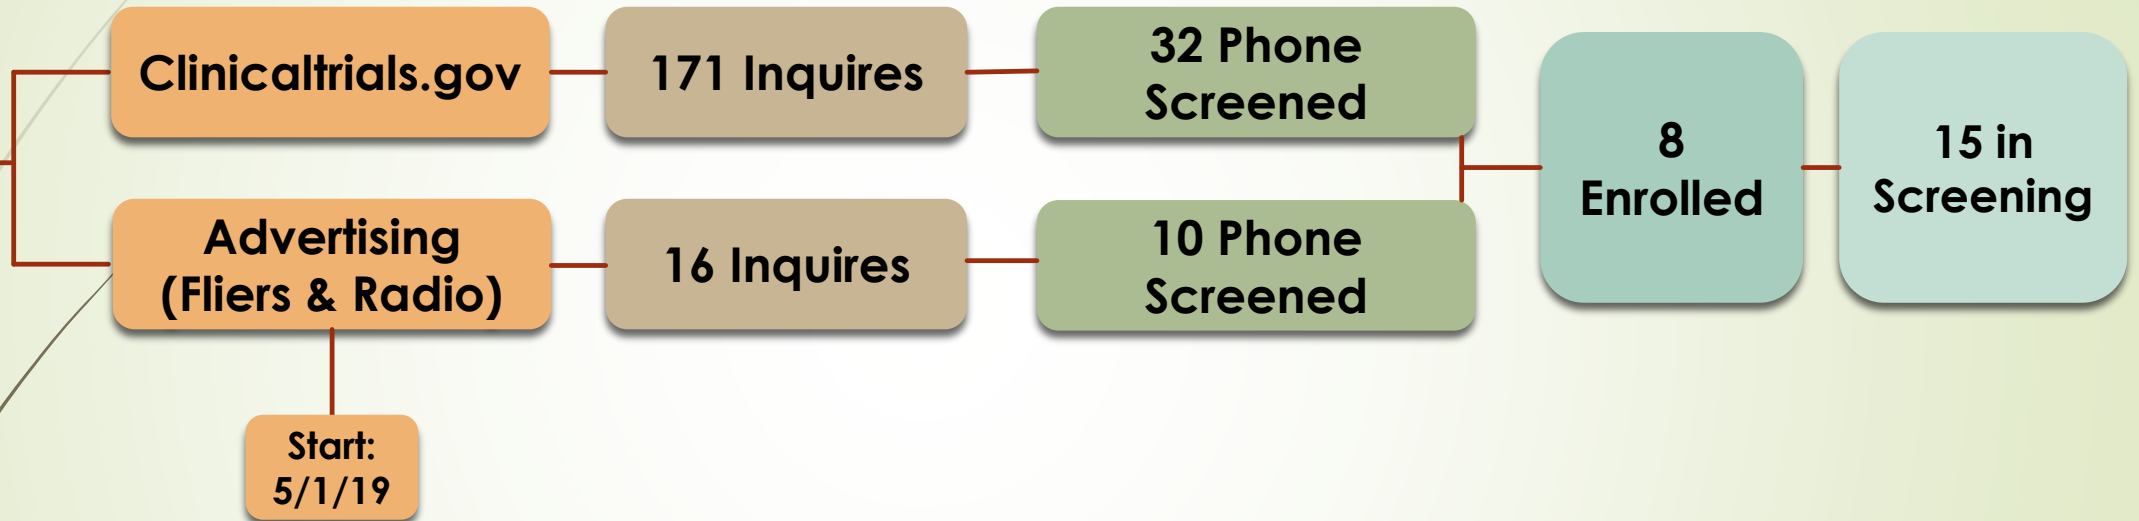 Clinicaltrials.gov
171 Inquires
32 Phone
Screened
Advertising
(Fliers & Radio)
16 Inquires
10 Phone
Screened
8
Enrolled
15 in
Screening
Start:
5/1/19